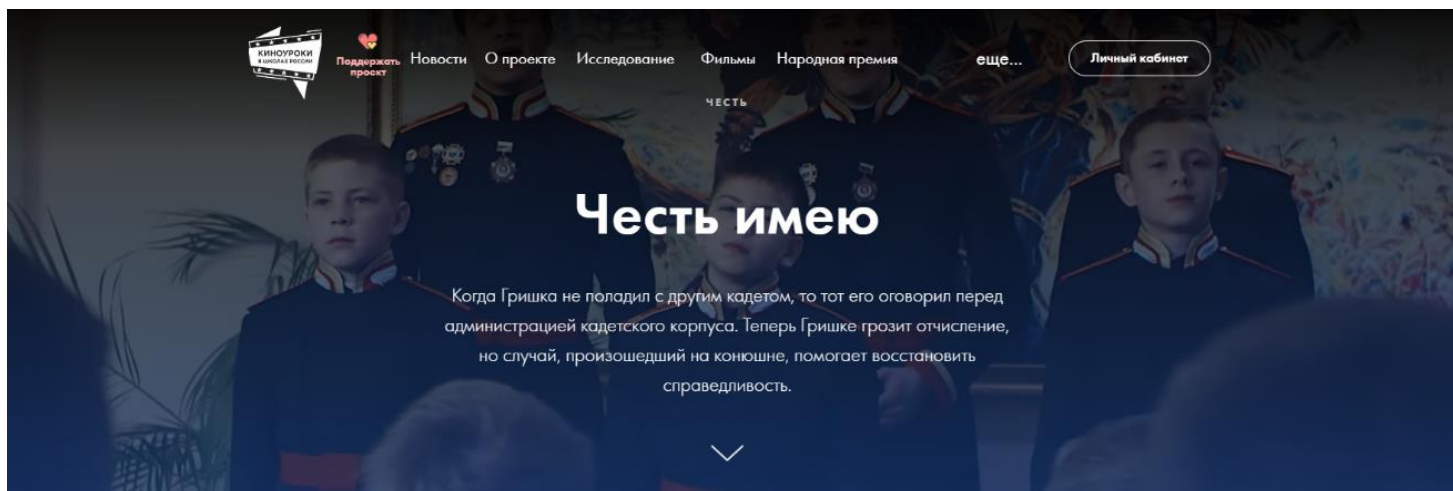 КИНОУРОКИ
В ШКОЛАХ РОССИИ
Поддержать
проект
Новости
О проекте
Исследование
Фильмы
Народная премия
еще...
Личный кабинет
ЧЕСТЬ
Честь имею
Когда Гришка не поладил с другим кадетом, то тот его оговорил перед
администрацией кадетского корпуса. Теперь Гришке грозит отчисление,
но случай, произошедший на конюшне, помогает восстановить
справедливость.